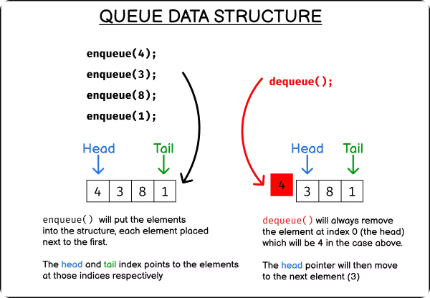 QUEUE DATA STRUCTURE
enqueue(4);
enqueue(3);
enqueue(8);
enqueue(1);
Head Tail
4 3 8 1
enqueue() will put the elements
into the structure, each element placed
next to the first.
The head and tail index points to the elements
at those indices respectively
dequeue();
Head Tail
4 3 8 1
dequeue() will always remove
the element at index 0 (the head)
which will be 4 in the case above.
The head pointer will then move
to the next element (3)